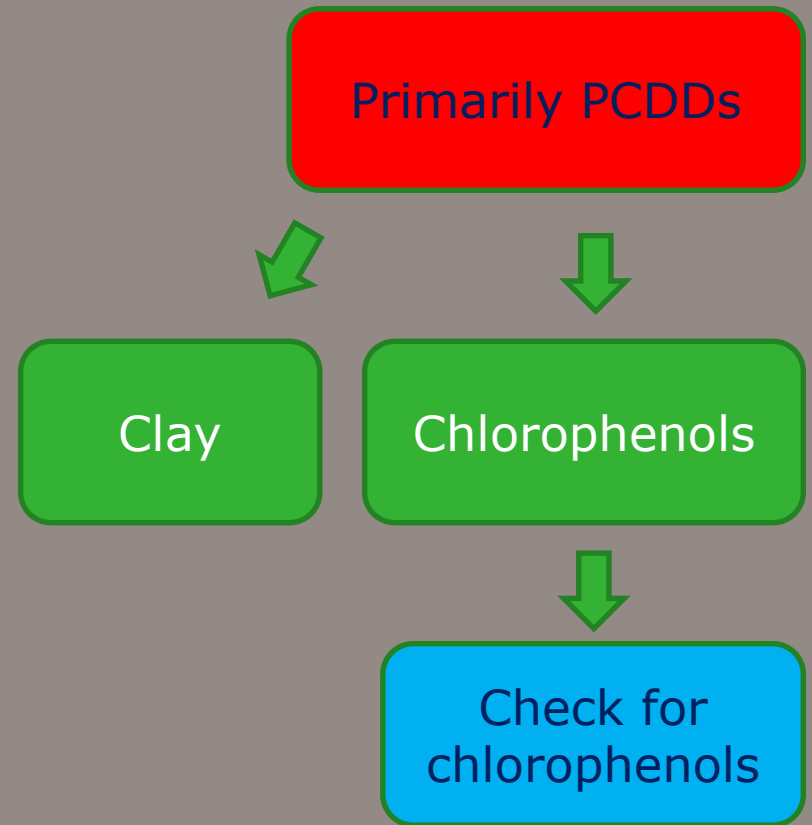 Primarily PCDDs
Clay
Chlorophenols
Check for
chlorophenols